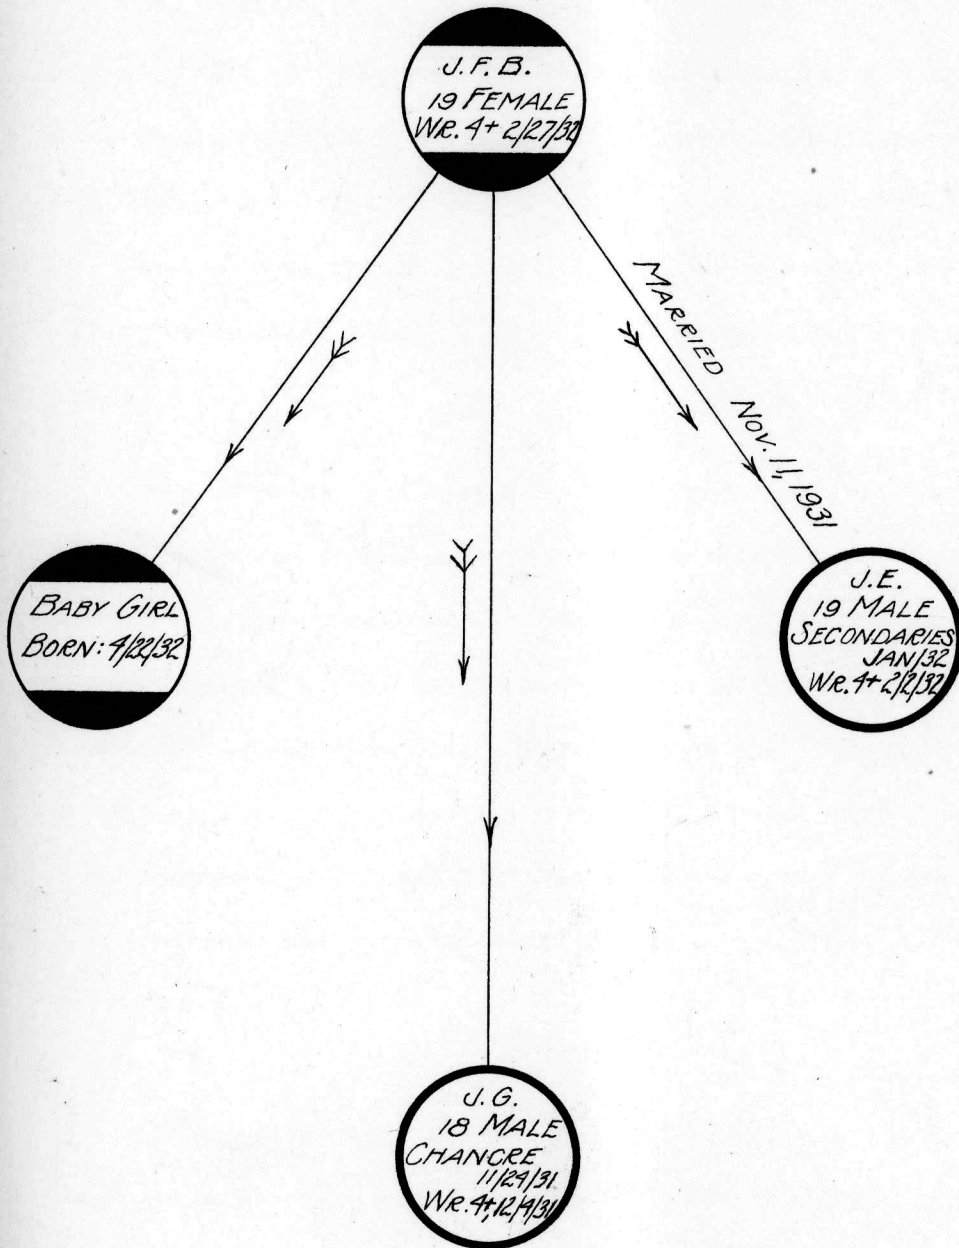 J. F. B.
19 FEMALE
WR. 4+ 2/27/32
MARRIED NOV. 11, 1931
BABY GIRL
BORN: 4/22/32
J. E.
19 MALE
SECONDARIES
JAN/32
WR. 4+ 2/2/32
J. G.
18 MALE
CHANCRE
11/24/31
WR. 4+, 12/4/31